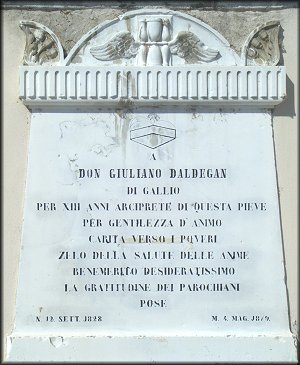 A
DON GIULIANO DALDEGAN
DI GALLIO
PER XIII ANNI ARCIPRETE DI QUESTA PIEVE
PER GENTILEZZA D'ANIMO
CARITA VERSO I POVERI
ZELO DELLA SALUTE DELLE ANIME
BENEMERITO DESIDERATISSIMO
LA GRATITUDINE DEI PAROCHIANI
POSE
N. 12. SETT. 1828 M. 4. MAG. 1879.